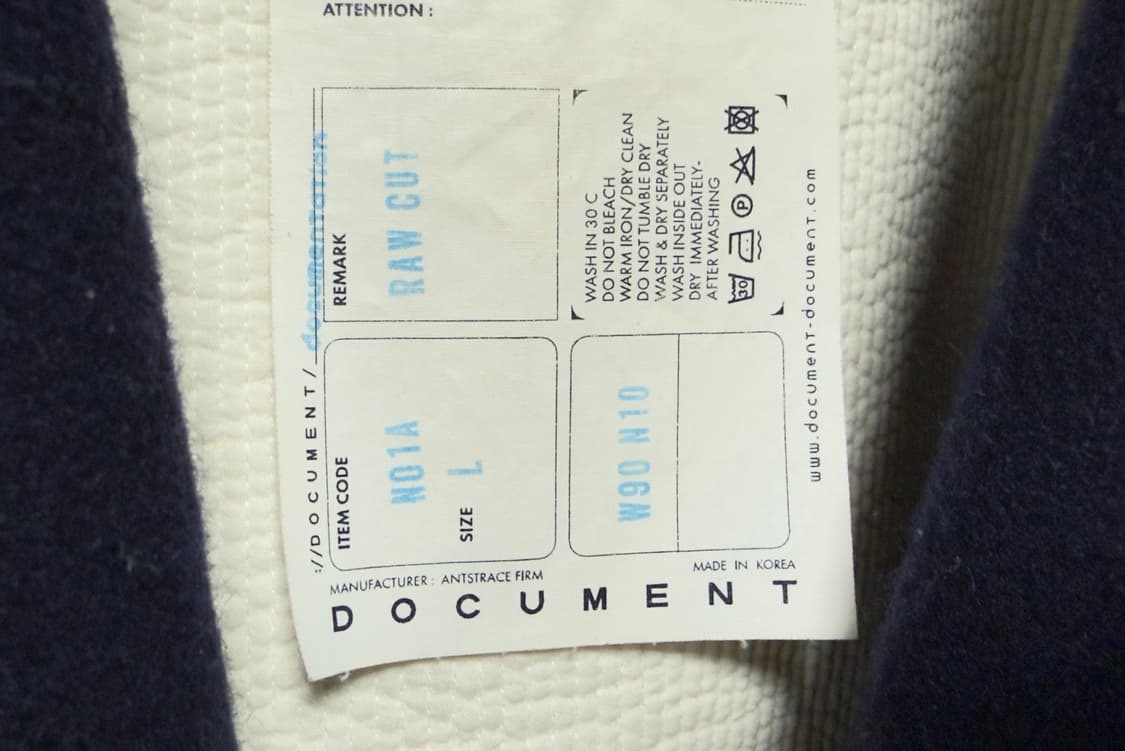 ATTENTION :
://DOCUMENT/ documentation
REMARK
RAW CUT
WASH IN 30 C
DO NOT BLEACH
WARM IRON/DRY CLEAN
DO NOT TUMBLE DRY
WASH & DRY SEPARATELY
WASH INSIDE OUT
DRY IMMEDIATELY-
AFTER WASHING
30
P
ITEM CODE
N01A
SIZE L
W90 N10
www.document-document.com
MANUFACTURER : ANTSTRACE FIRM
MADE IN KOREA
DOCUMENT